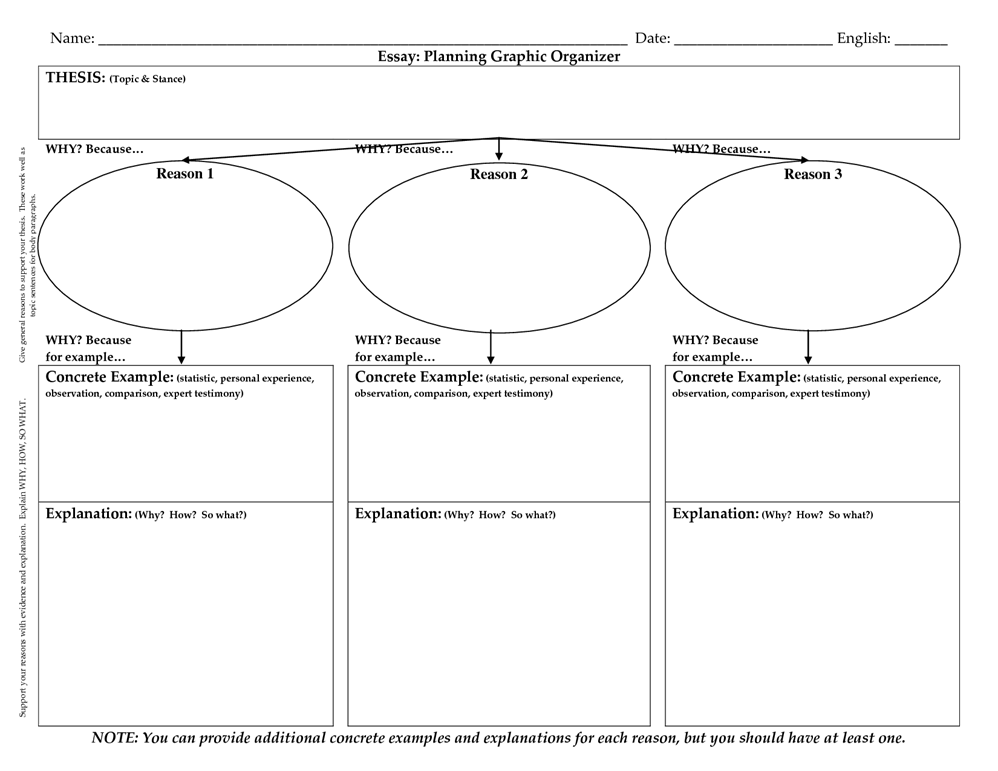 Name: ______________________________ Date: ____________ English: ______
Essay: Planning Graphic Organizer
THESIS: (Topic & Stance)
WHY? Because... WHY? Because... WHY? Because...
Reason 1 Reason 2 Reason 3
Give general reasons to support your thesis. These work well as
topic sentences for body paragraphs.
WHY? Because WHY? Because WHY? Because
for example... for example... for example...
Concrete Example: (statistic, personal experience, Concrete Example: (statistic, personal experience, Concrete Example: (statistic, personal experience,
observation, comparison, expert testimony) observation, comparison, expert testimony) observation, comparison, expert testimony)
Support your reasons with evidence and explanation. Explain WHY, HOW, SO WHAT.
Explanation: (Why? How? So what?) Explanation: (Why? How? So what?) Explanation: (Why? How? So what?)
NOTE: You can provide additional concrete examples and explanations for each reason, but you should have at least one.